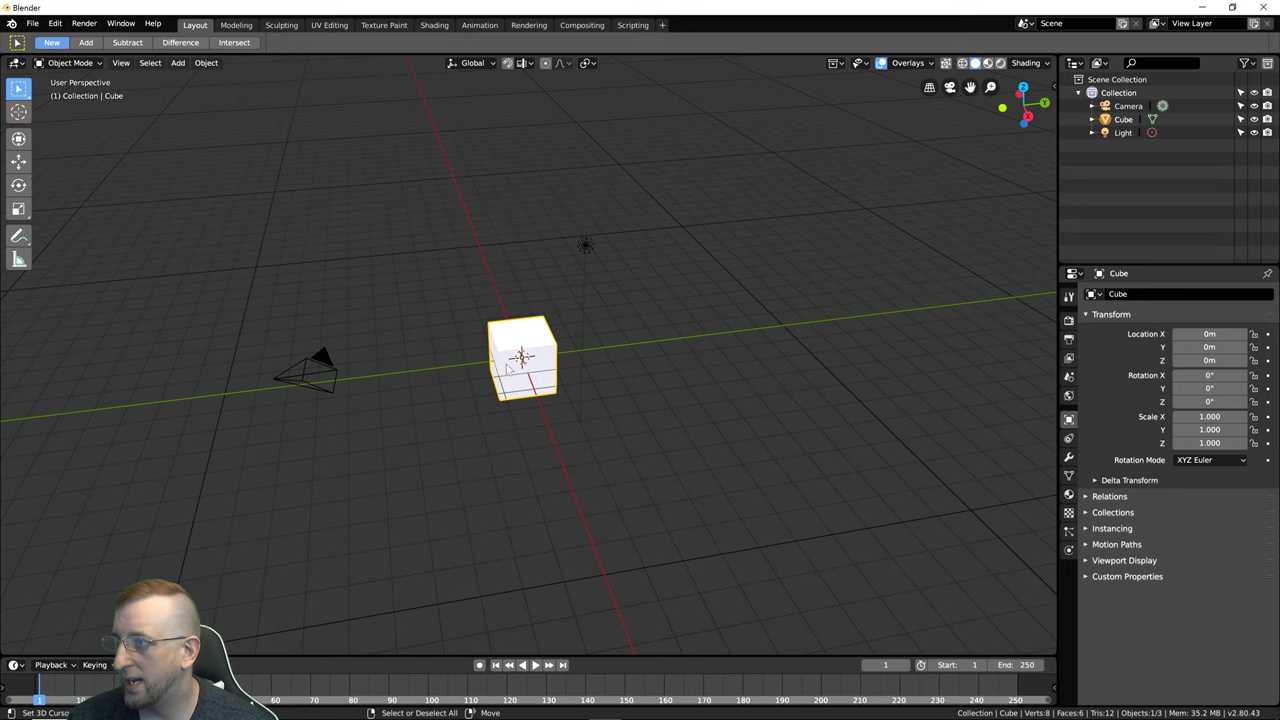 Blender
File Edit Render Window Help Layout Modeling Sculpting UV Editing Texture Paint Shading Animation Rendering Compositing Scripting + Scene View Layer
New Add Subtract Difference Intersect
Object Mode View Select Add Object Global Overlays Shading
User Perspective
(1) Collection | Cube
Z
Y
X
Scene Collection
Collection
Camera
Cube
Light
Cube
Cube
Transform
Location X 0m
Y 0m
Z 0m
Rotation X 0°
Y 0°
Z 0°
Scale X 1.000
Y 1.000
Z 1.000
Rotation Mode XYZ Euler
Delta Transform
Relations
Collections
Instancing
Motion Paths
Viewport Display
Custom Properties
Playback Keying 1 Start: 1 End: 250
1 10 80 90 100 110 120 130 140 150 160 170 180 190 200 210 220 230 240 250
Set 3D Curso Select or Deselect All Move Collection | Cube | Verts:8 | Faces:6 | Tris:12 | Objects:1/3 | Mem: 35.2 MB | v2.80.43